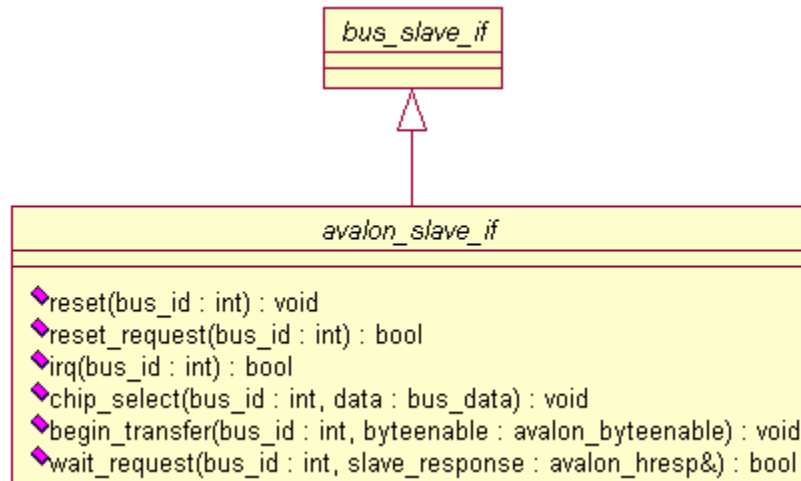 bus_slave_if
avalon_slave_if
reset(bus_id : int) : void
reset_request(bus_id : int) : bool
irq(bus_id : int) : bool
chip_select(bus_id : int, data : bus_data) : void
begin_transfer(bus_id : int, byteenable : avalon_byteenable) : void
wait_request(bus_id : int, slave_response : avalon_hresp&) : bool